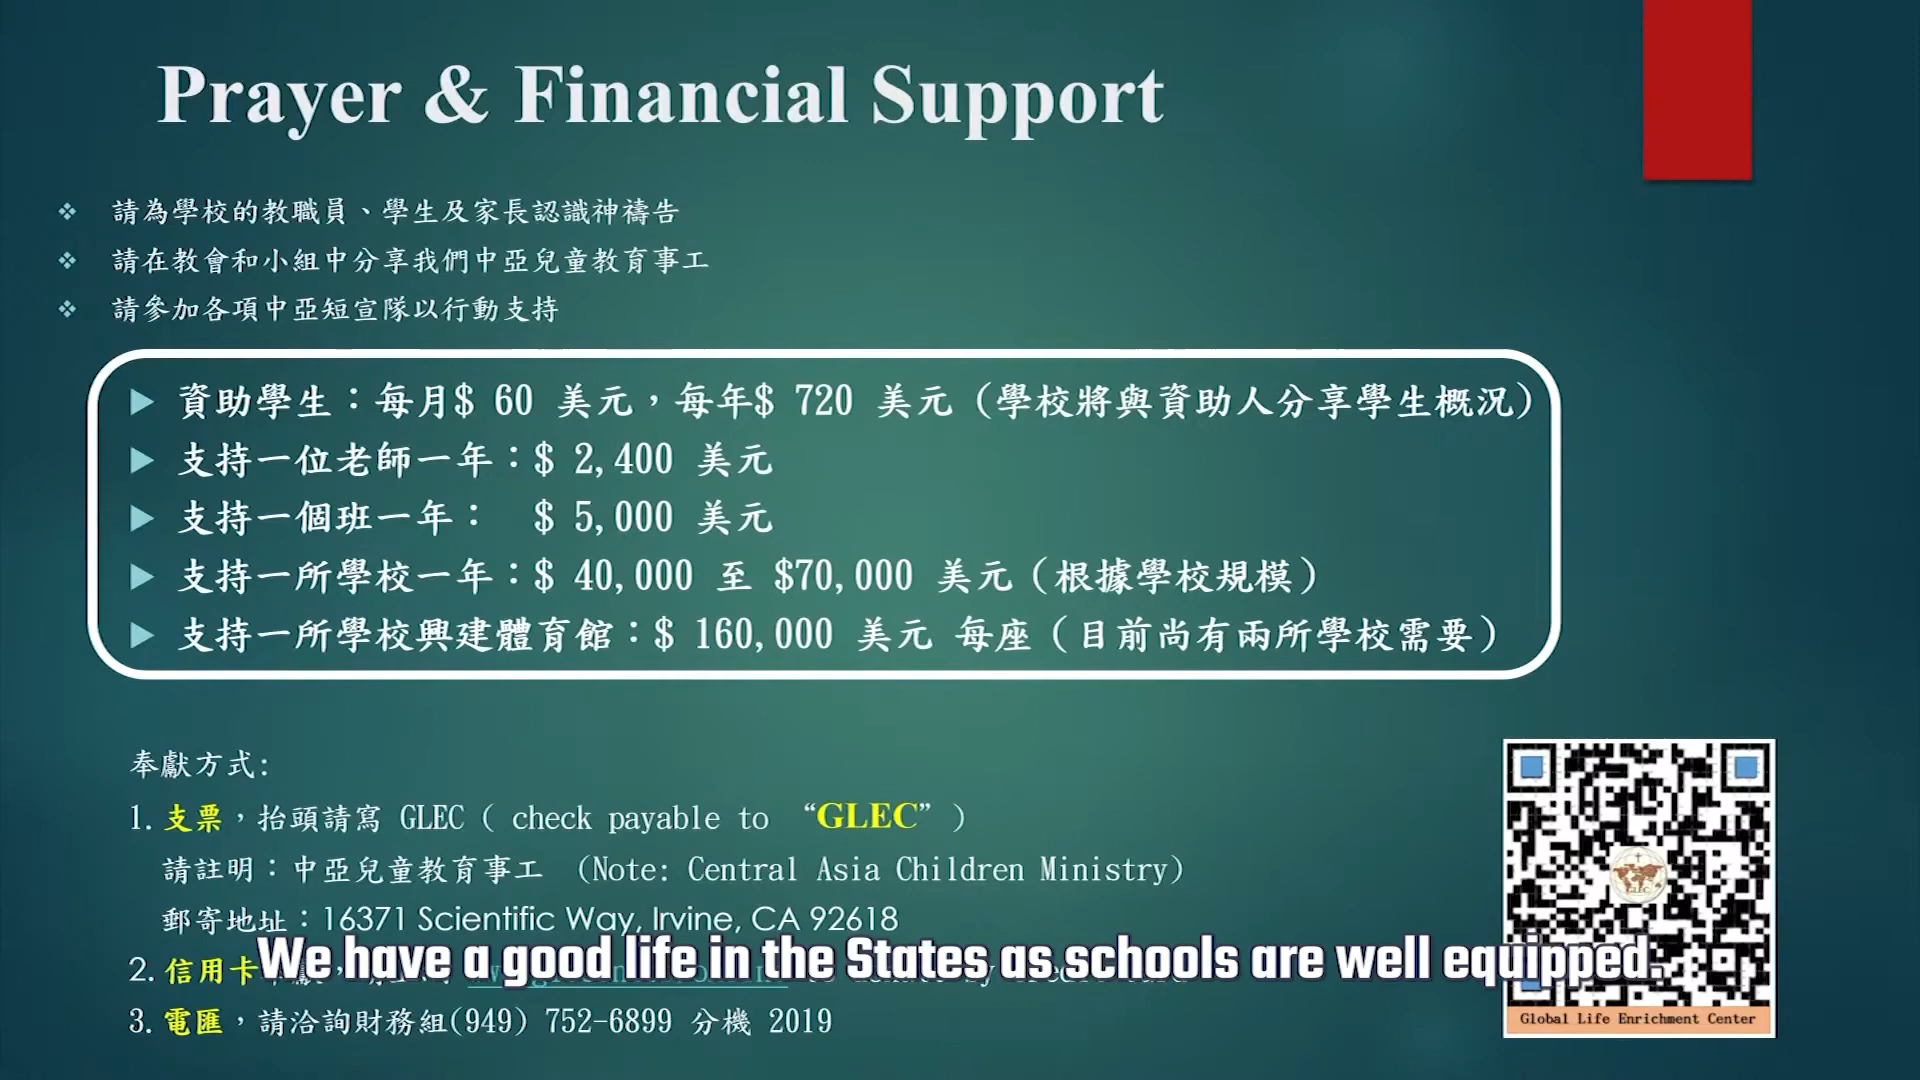 Prayer & Financial Support
請為學校的教職員、學生及家長認識神禱告
請在教會和小組中分享我們中亞兒童教育事工
請參加各項中亞短宣隊以行動支持
資助學生：每月$ 60 美元，每年$ 720 美元（學校將與資助人分享學生概況）
支持一位老師一年：$ 2,400 美元
支持一個班一年： $ 5,000 美元
支持一所學校一年：$ 40,000 至 $70,000 美元（根據學校規模）
支持一所學校興建體育館：$ 160,000 美元 每座（目前尚有兩所學校需要）
奉獻方式:
1. 支票，抬頭請寫 GLEC ( check payable to “GLEC” )
請註明：中亞兒童教育事工 (Note: Central Asia Children Ministry)
郵寄地址：16371 Scientific Way, Irvine, CA 92618
2. 信用卡
We have a good life in the States as schools are well equipped.
3. 電匯，請洽詢財務組(949) 752-6899 分機 2019
GLEC
Global Life Enrichment Center